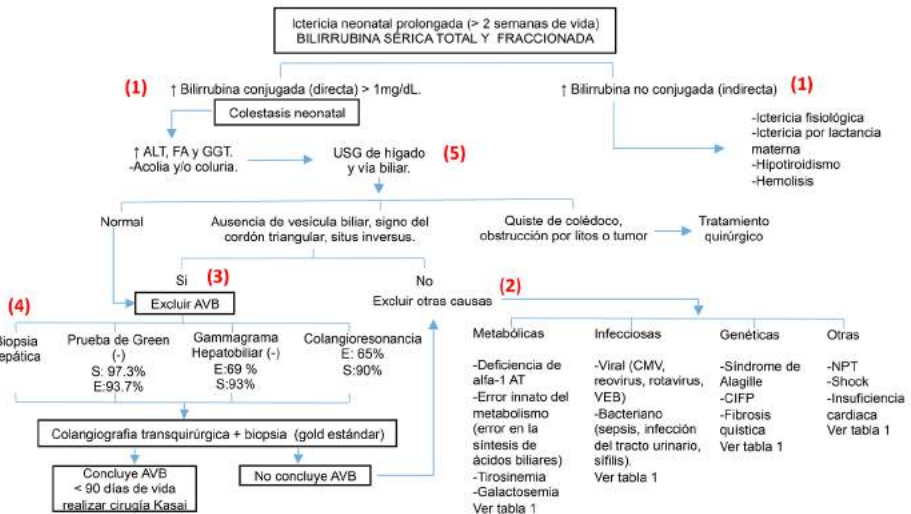 Ictericia neonatal prolongada (> 2 semanas de vida)
BILIRRUBINA SÉRICA TOTAL Y FRACCIONADA
(1)
↑ Bilirrubina conjugada (directa) > 1mg/dL.
Colestasis neonatal
↑ Bilirrubina no conjugada (indirecta)
(1)
-Ictericia fisiológica
-Ictericia por lactancia
materna
-Hipotiroidismo
-Hemolisis
↑ ALT, FA y GGT.
-Acolia y/o coluria.
USG de hígado
y vía biliar.
(5)
Normal
Ausencia de vesícula biliar, signo del
cordón triangular, situs inversus.
Quiste de colédoco,
obstrucción por litos o tumor
Tratamiento
quirúrgico
Si
(3)
Excluir AVB
No
Excluir otras causas
(2)
(4)
Biopsia
hepática
Prueba de Green
(-)
S: 97.3%
E:93.7%
Gammagrama
Hepatobiliar (-)
E:69 %
S:93%
Colangioresonancia
E: 65%
S:90%
Colangiografia transquirúrgica + biopsia (gold estándar)
Concluye AVB
< 90 días de vida
realizar cirugía Kasai
No concluye AVB
Metabólicas
-Deficiencia de
alfa-1 AT
-Error innato del
metabolismo
(error en la
síntesis de
ácidos biliares)
-Tirosinemia
-Galactosemia
Ver tabla 1
Infecciosas
-Viral (CMV,
reovirus, rotavirus,
VEB)
-Bacteriano
(sepsis, infección
del tracto urinario,
sífilis).
Ver tabla 1
Genéticas
-Síndrome de
Alagille
-CIFP
-Fibrosis
quística
Ver tabla 1
Otras
-NPT
-Shock
-Insuficiencia
cardiaca
Ver tabla 1